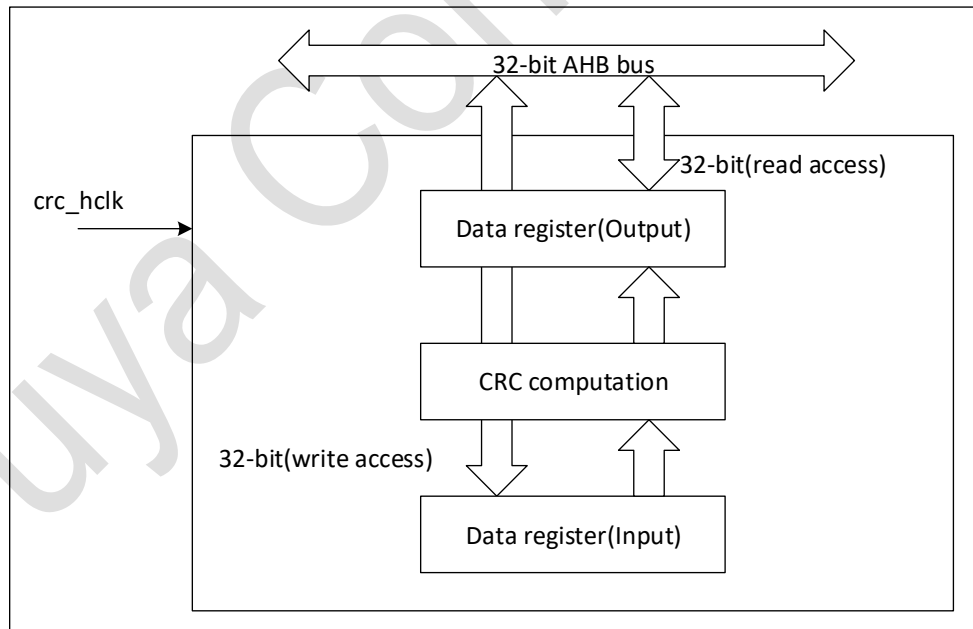 32-bit AHB bus
32-bit(read access)
crc_hclk
Data register(Output)
CRC computation
32-bit(write access)
Data register(Input)